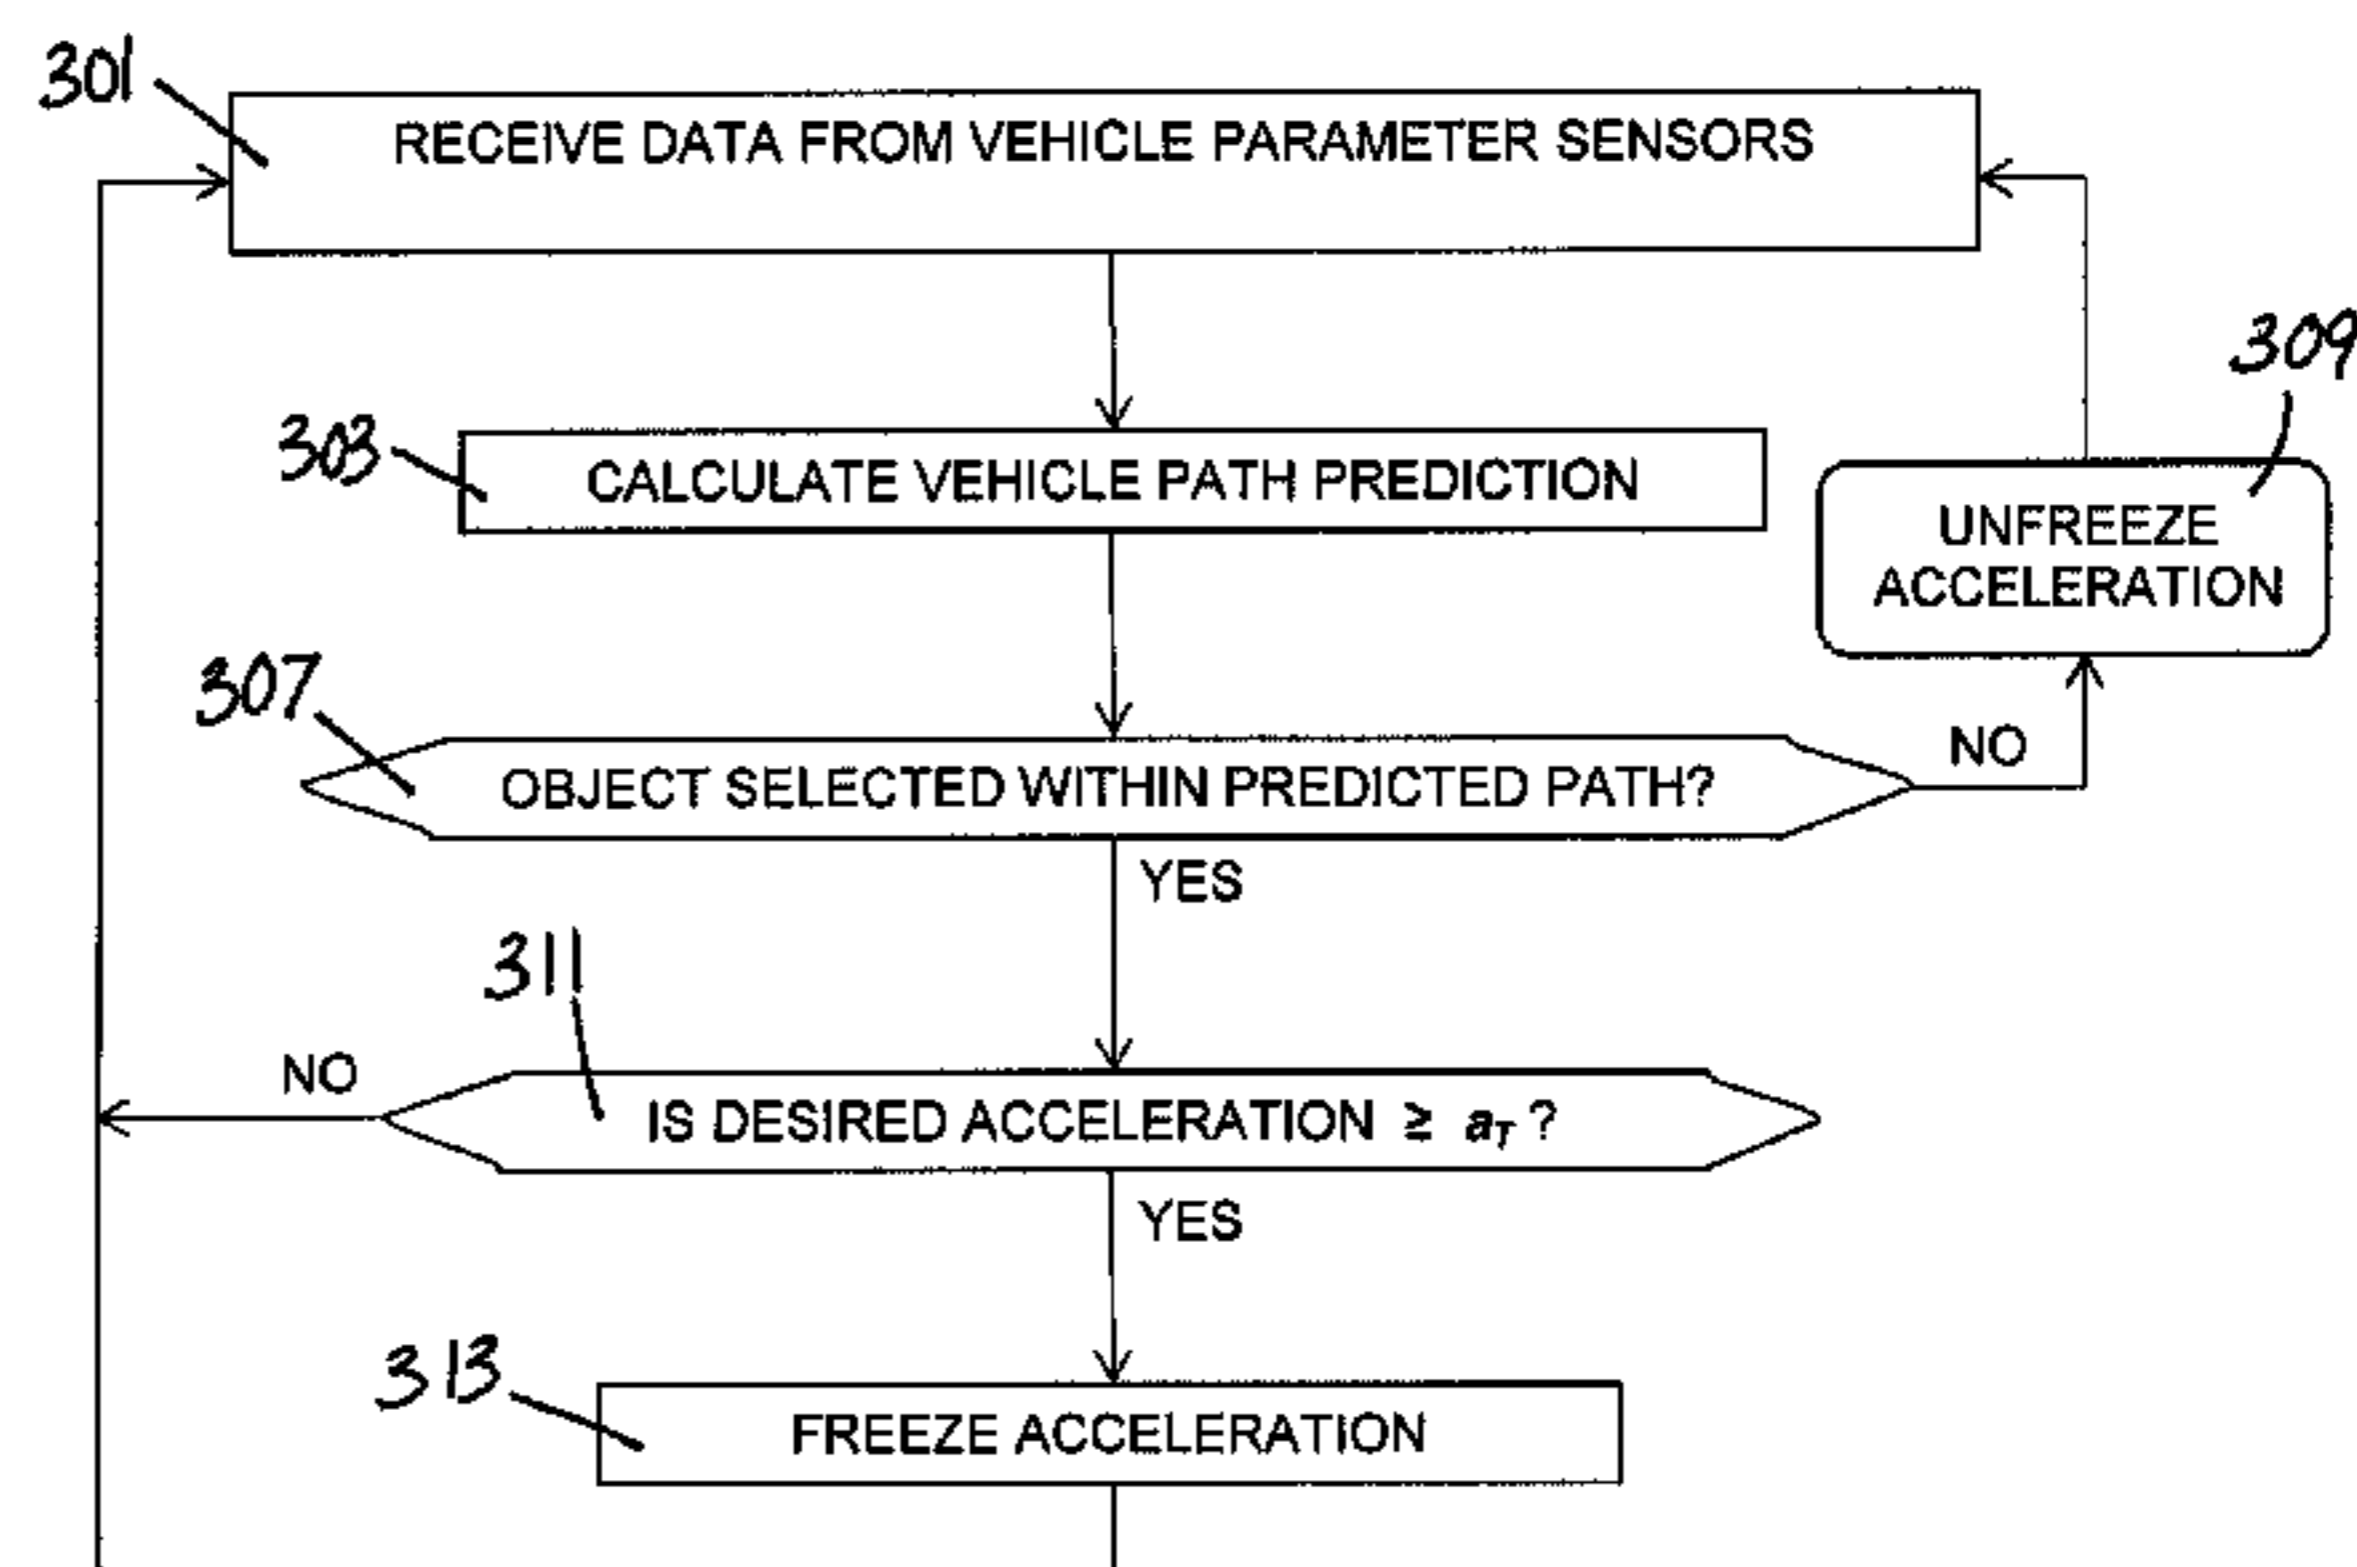 301
RECEIVE DATA FROM VEHICLE PARAMETER SENSORS
303
CALCULATE VEHICLE PATH PREDICTION
309
UNFREEZE
ACCELERATION
307
OBJECT SELECTED WITHIN PREDICTED PATH?
NO
YES
311
NO
IS DESIRED ACCELERATION ≥ aT ?
YES
313
FREEZE ACCELERATION